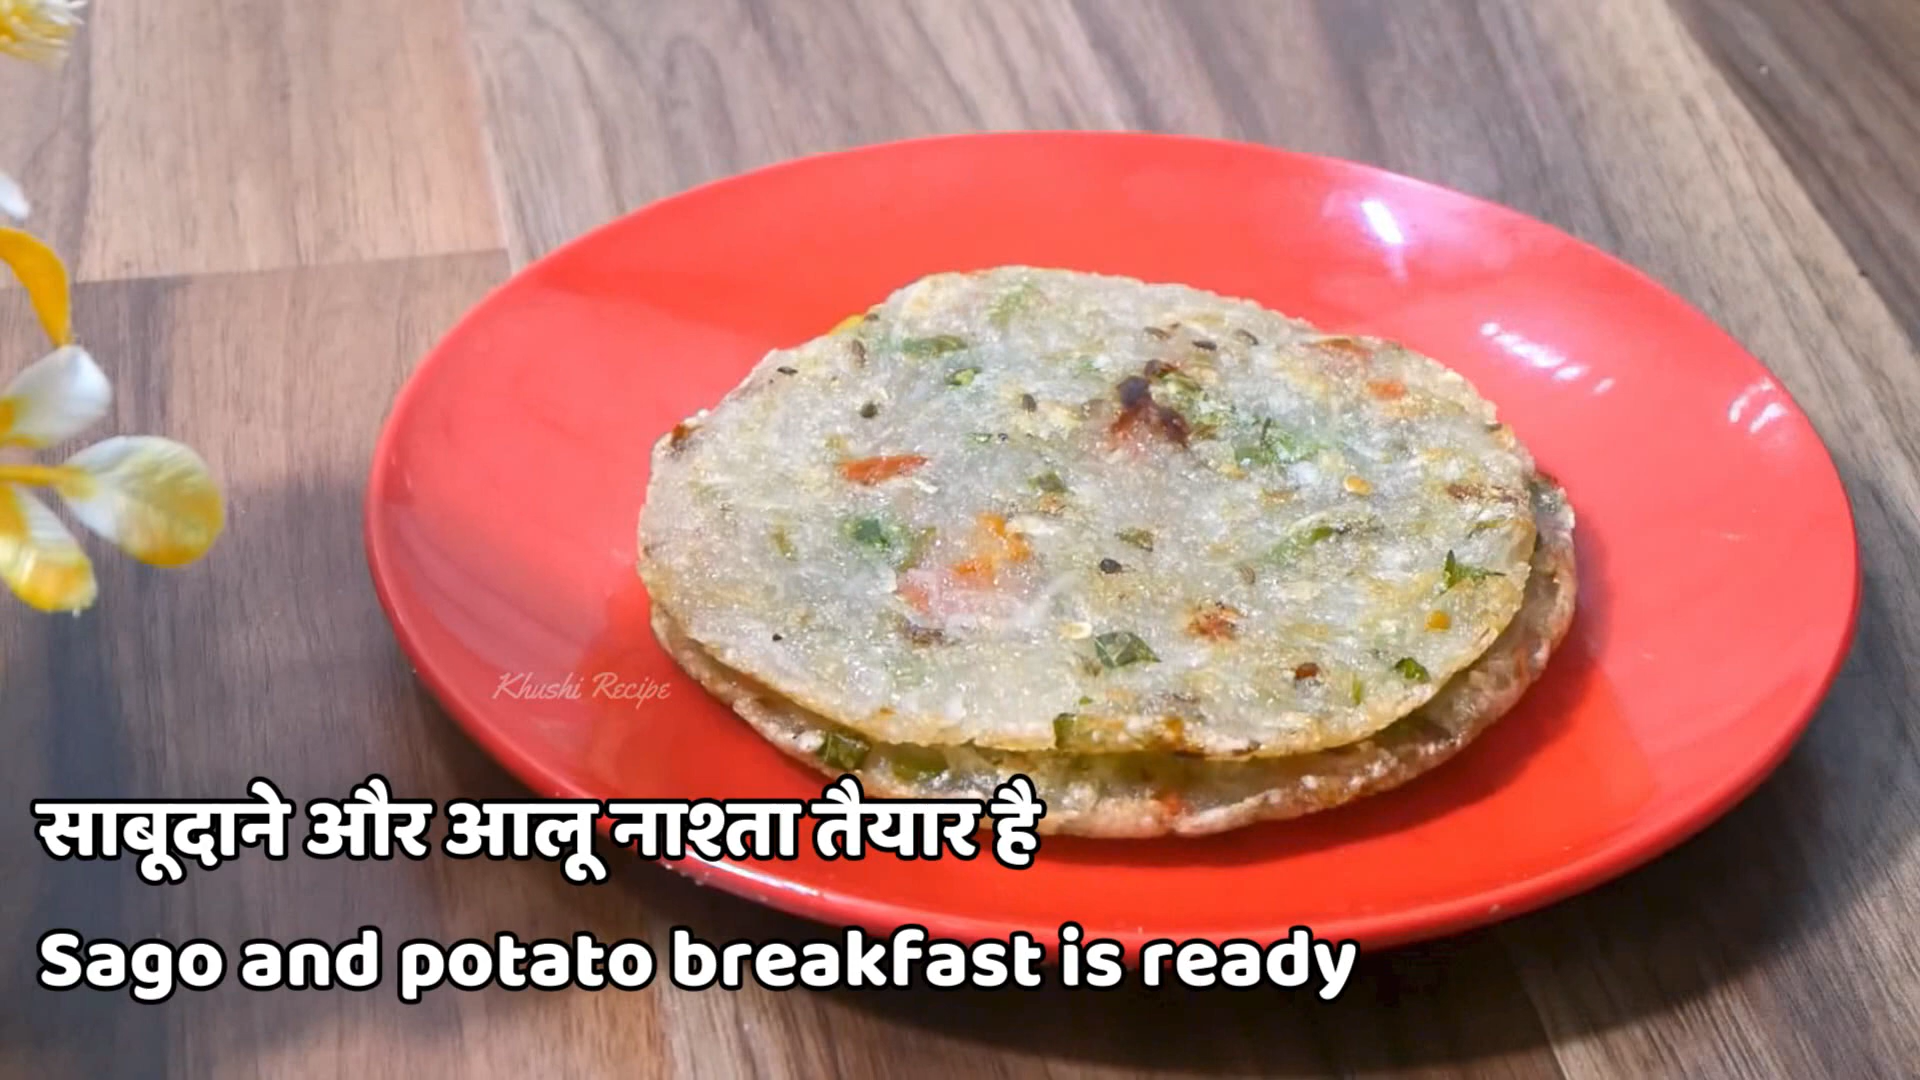 Khushi Recipe
साबूदाने और आलू नाश्ता तैयार है
Sago and potato breakfast is ready